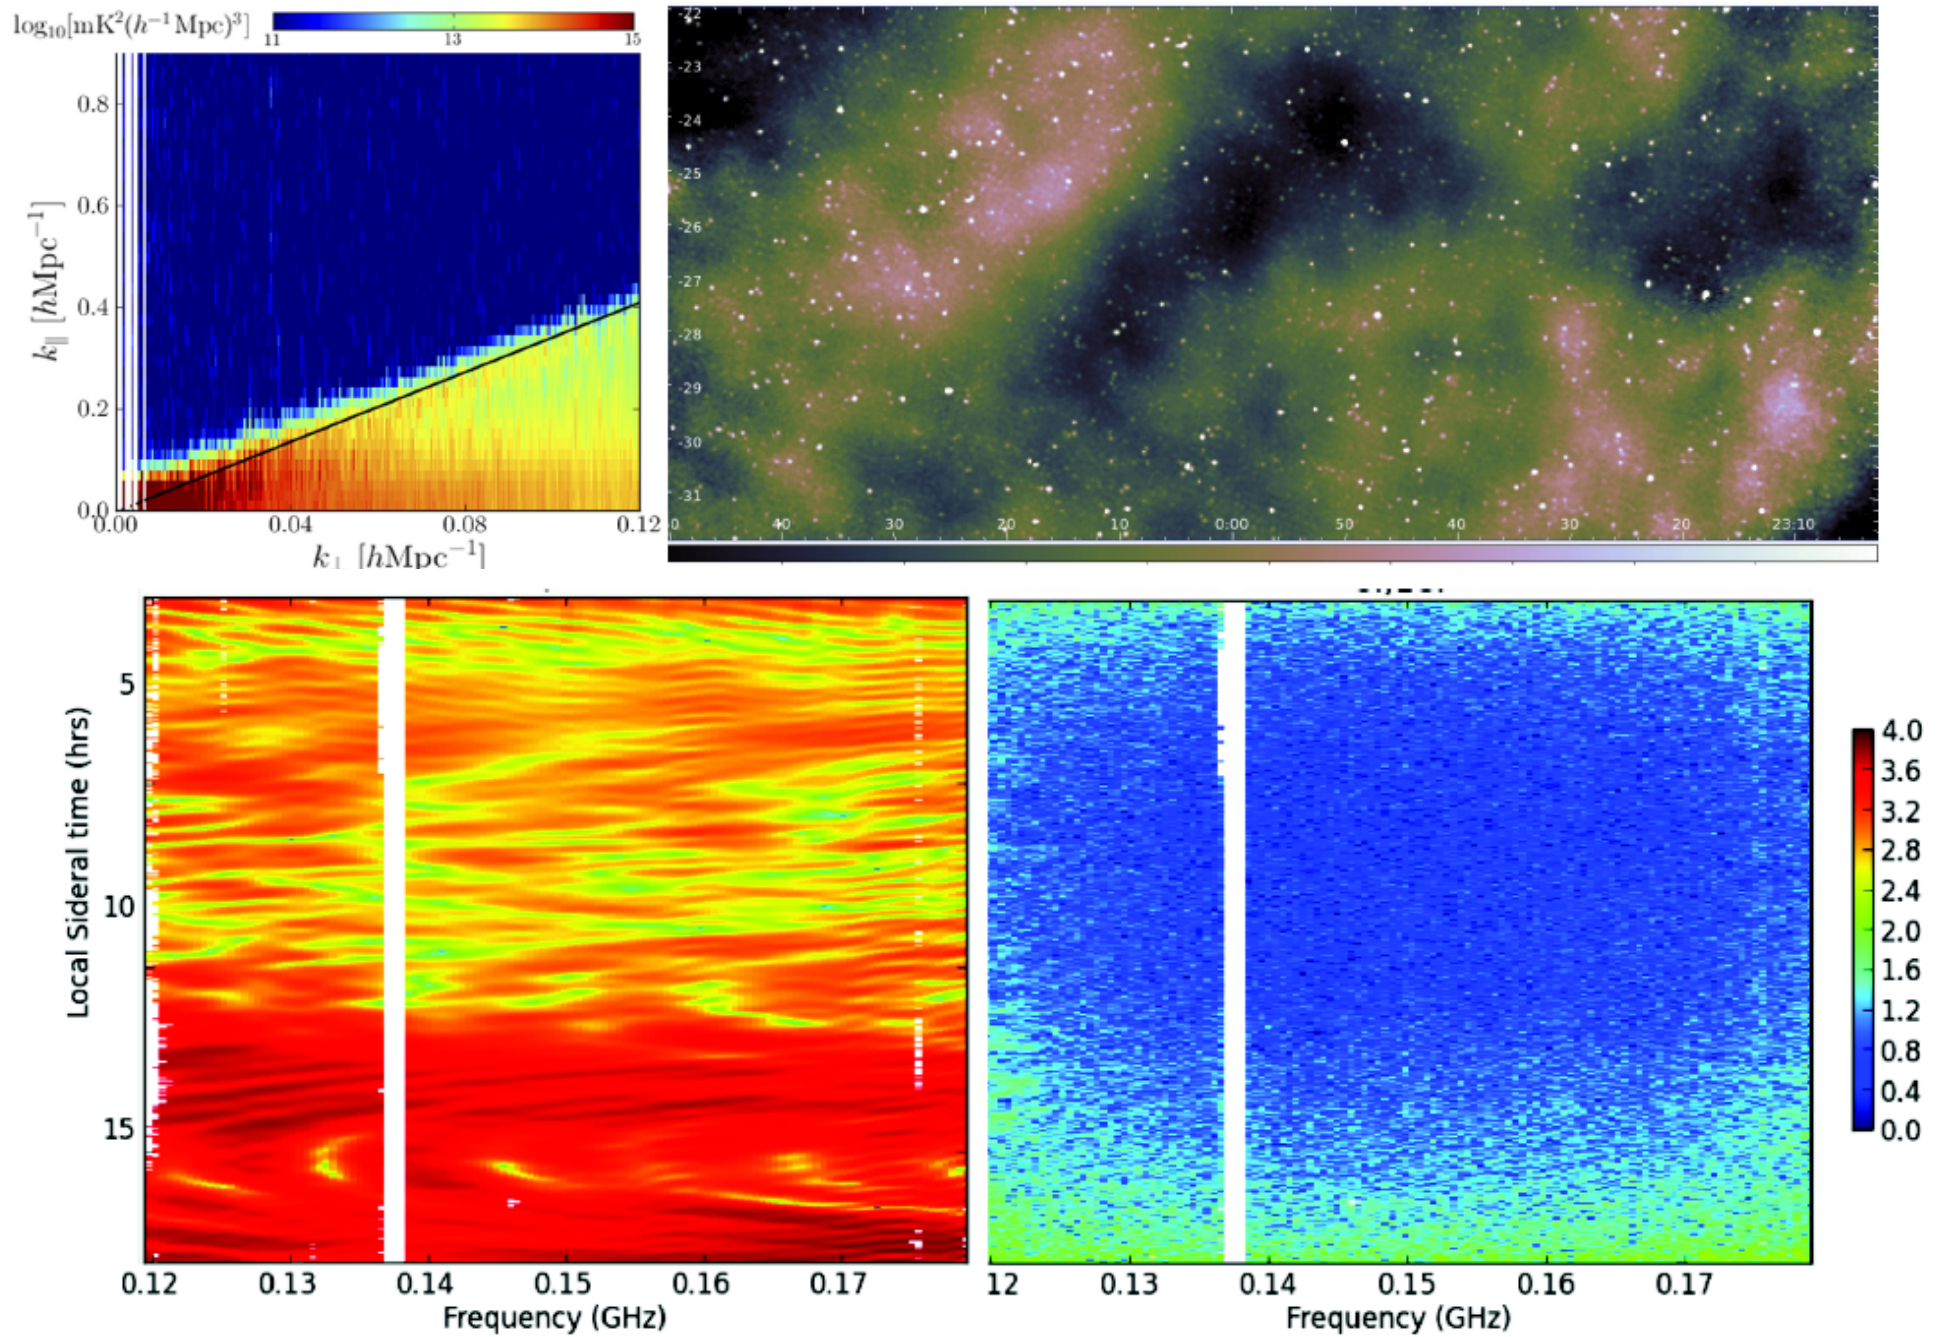 log₁₀[mK²(h⁻¹ Mpc)³]
11 13 15
0.8
0.6
0.4
0.2
0.0
k∥ [hMpc⁻¹]
0.00 0.04 0.08 0.12
k⊥ [hMpc⁻¹]
-22
-23
-24
-25
-26
-27
-28
-29
-30
-31
0 40 30 20 10 0:00 50 40 30 20 23:10
5
10
15
Local Sideral time (hrs)
0.12 0.13 0.14 0.15 0.16 0.17
Frequency (GHz)
12 0.13 0.14 0.15 0.16 0.17
Frequency (GHz)
4.0
3.6
3.2
2.8
2.4
2.0
1.6
1.2
0.8
0.4
0.0